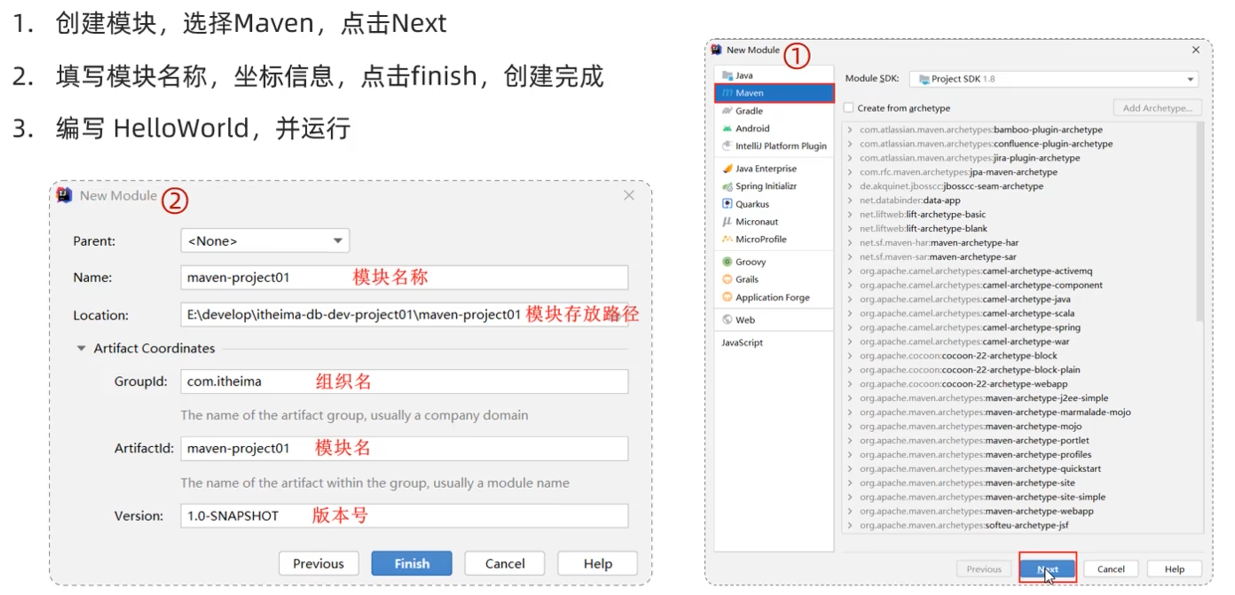 1. 创建模块，选择Maven，点击Next
2. 填写模块名称，坐标信息，点击finish，创建完成
3. 编写 HelloWorld，并运行
New Module ②
Parent: <None>
Name: maven-project01 模块名称
Location: E:\develop\itheima-db-dev-project01\maven-project01 模块存放路径
Artifact Coordinates
GroupId: com.itheima 组织名
The name of the artifact group, usually a company domain
ArtifactId: maven-project01 模块名
The name of the artifact within the group, usually a module name
Version: 1.0-SNAPSHOT 版本号
Previous Finish Cancel Help
New Module ①
Java
Maven
Gradle
Android
IntelliJ Platform Plugin
Java Enterprise
Spring Initializr
Quarkus
Micronaut
MicroProfile
Groovy
Grails
Application Forge
Web
JavaScript
Module SDK: Project SDK 1.8
Create from archetype Add Archetype...
com.atlassian.maven.archetypes:bamboo-plugin-archetype
com.atlassian.maven.archetypes:confluence-plugin-archetype
com.atlassian.maven.archetypes:jira-plugin-archetype
com.rfc.maven.archetypes:jpa-maven-archetype
de.akquinet.jbosscc:jbosscc-seam-archetype
net.databinder:data-app
net.liftweb:lift-archetype-basic
net.liftweb:lift-archetype-blank
net.sf.maven-har:maven-archetype-har
net.sf.maven-sar:maven-archetype-sar
org.apache.camel.archetypes:camel-archetype-activemq
org.apache.camel.archetypes:camel-archetype-component
org.apache.camel.archetypes:camel-archetype-java
org.apache.camel.archetypes:camel-archetype-scala
org.apache.camel.archetypes:camel-archetype-spring
org.apache.camel.archetypes:camel-archetype-war
org.apache.cocoon:cocoon-22-archetype-block
org.apache.cocoon:cocoon-22-archetype-block-plain
org.apache.cocoon:cocoon-22-archetype-webapp
org.apache.maven.archetypes:maven-archetype-j2ee-simple
org.apache.maven.archetypes:maven-archetype-marmalade-mojo
org.apache.maven.archetypes:maven-archetype-mojo
org.apache.maven.archetypes:maven-archetype-portlet
org.apache.maven.archetypes:maven-archetype-profiles
org.apache.maven.archetypes:maven-archetype-quickstart
org.apache.maven.archetypes:maven-archetype-site
org.apache.maven.archetypes:maven-archetype-site-simple
org.apache.maven.archetypes:maven-archetype-webapp
org.apache.maven.archetypes:softeu-archetype-jsf
Previous Next Cancel Help